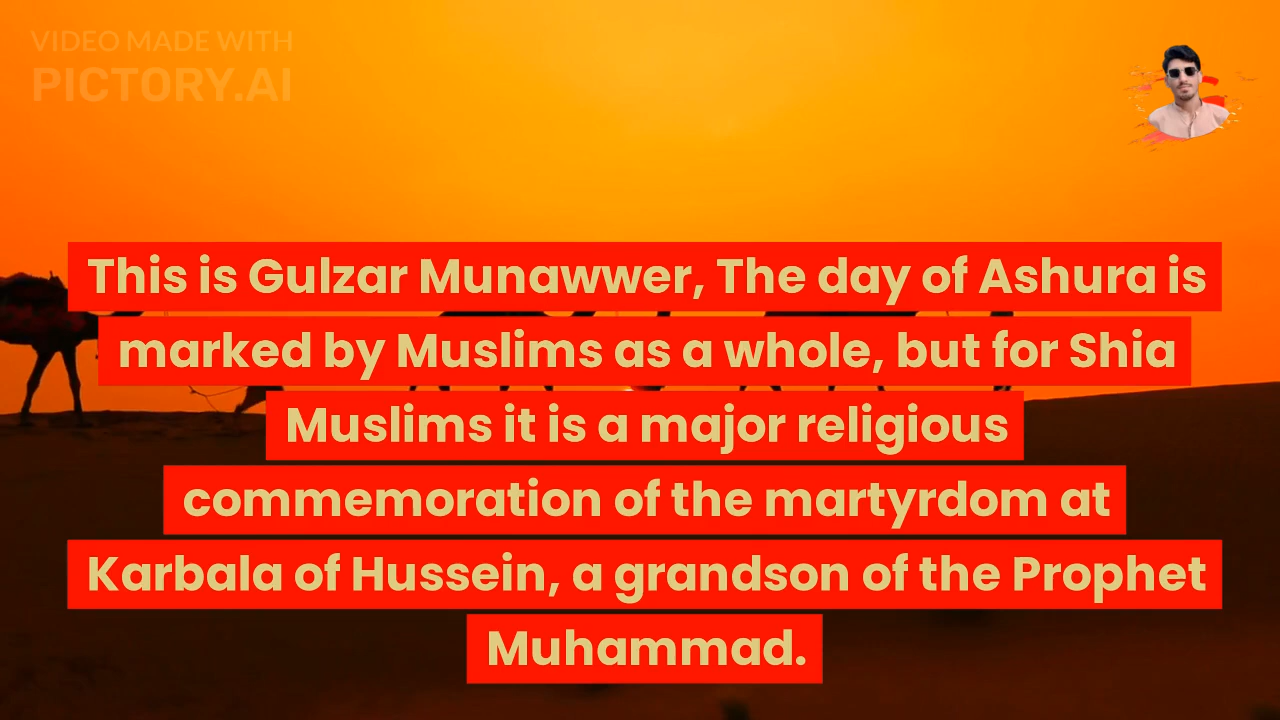 VIDEO MADE WITH
PICTORY.AI
This is Gulzar Munawwer, The day of Ashura is
marked by Muslims as a whole, but for Shia
Muslims it is a major religious
commemoration of the martyrdom at
Karbala of Hussein, a grandson of the Prophet
Muhammad.